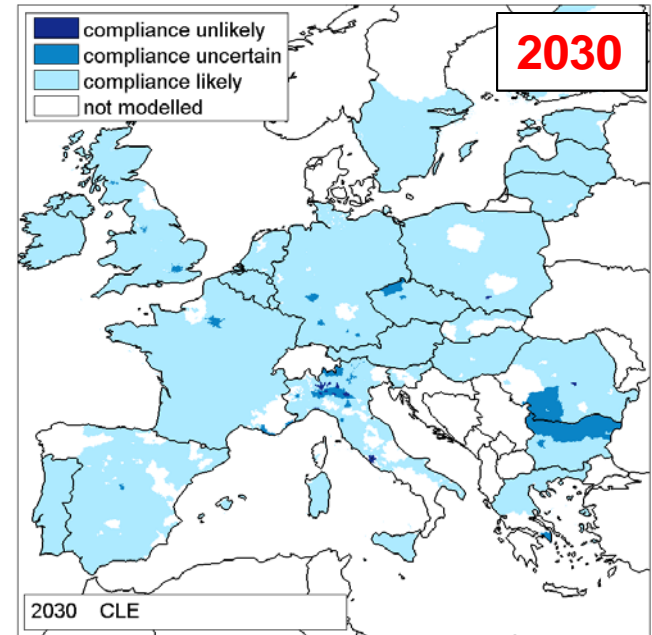 compliance unlikely
compliance uncertain
compliance likely
not modelled
2030
2030 CLE